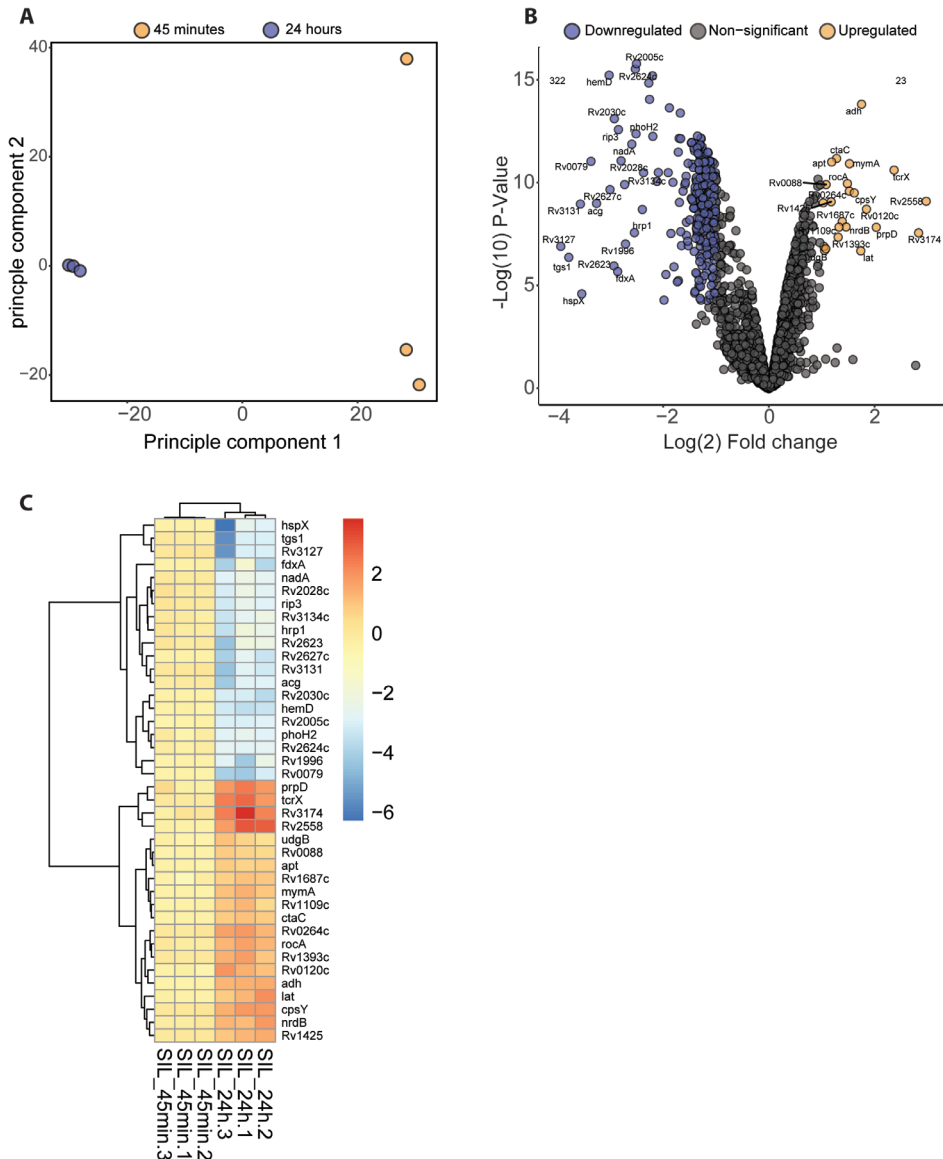 A
45 minutes
24 hours
40
20
0
−20
−20
0
20
principle component 2
Principle component 1
B
Downregulated
Non−significant
Upregulated
15
10
5
0
-Log(10) P-Value
322
23
Rv2005c
hemD
Rv2624c
adh
Rv2030c
rip3
phoH2
nadA
ctaC
apt
mymA
Rv0079
Rv2028c
Rv3134c
Rv0088
rocA
tcrX
Rv2627c
Rv0264c
cpsY
Rv2558
Rv3131
acg
Rv1425
Rv1687c
Rv0120c
hrp1
Rv1109c
nrdB
prpD
Rv3174
Rv3127
Rv1996
Rv1393c
tgs1
Rv2623
udgB
lat
fdxA
hspX
−4
−2
0
2
Log(2) Fold change
C
hspX
tgs1
Rv3127
fdxA
nadA
Rv2028c
rip3
Rv3134c
hrp1
Rv2623
Rv2627c
Rv3131
acg
Rv2030c
hemD
Rv2005c
phoH2
Rv2624c
Rv1996
Rv0079
prpD
tcrX
Rv3174
Rv2558
udgB
Rv0088
apt
Rv1687c
mymA
Rv1109c
ctaC
Rv0264c
rocA
Rv1393c
Rv0120c
adh
lat
cpsY
nrdB
Rv1425
2
0
−2
−4
−6
SIL_45min.3
SIL_45min.1
SIL_45min.2
SIL_24h.3
SIL_24h.1
SIL_24h.2